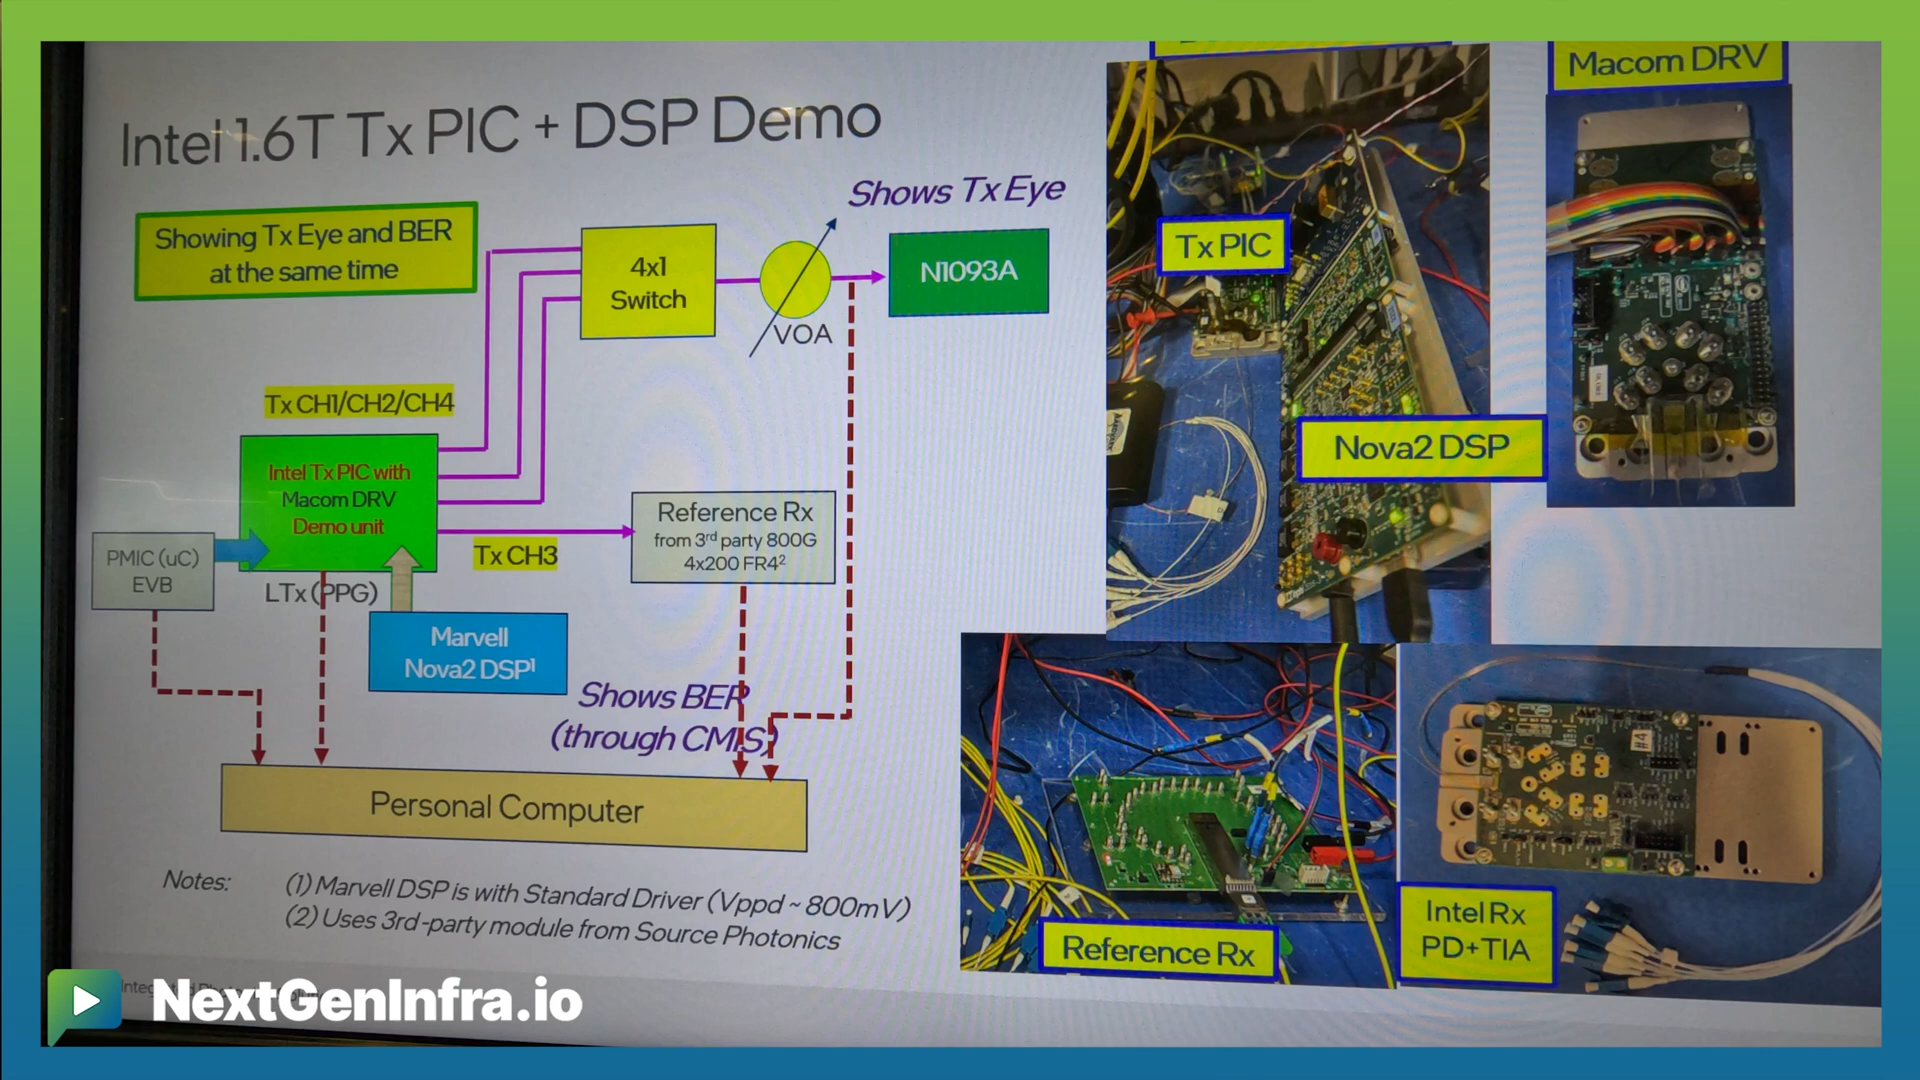 Intel 1.6T Tx PIC + DSP Demo
Showing Tx Eye and BER
at the same time
Shows Tx Eye
4x1
Switch
VOA
N1093A
Tx CH1/CH2/CH4
Intel Tx PIC with
Macom DRV
Demo unit
PMIC (uC)
EVB
Tx CH3
Reference Rx
from 3rd party 800G
4x200 FR4²
LTx (PPG)
Marvell
Nova2 DSP¹
Shows BER
(through CMIS)
Personal Computer
Notes:
(1) Marvell DSP is with Standard Driver (Vppd ~ 800mV)
(2) Uses 3rd-party module from Source Photonics
Macom DRV
Tx PIC
Nova2 DSP
Reference Rx
#4
Intel Rx
PD+TIA
NextGenInfra.io